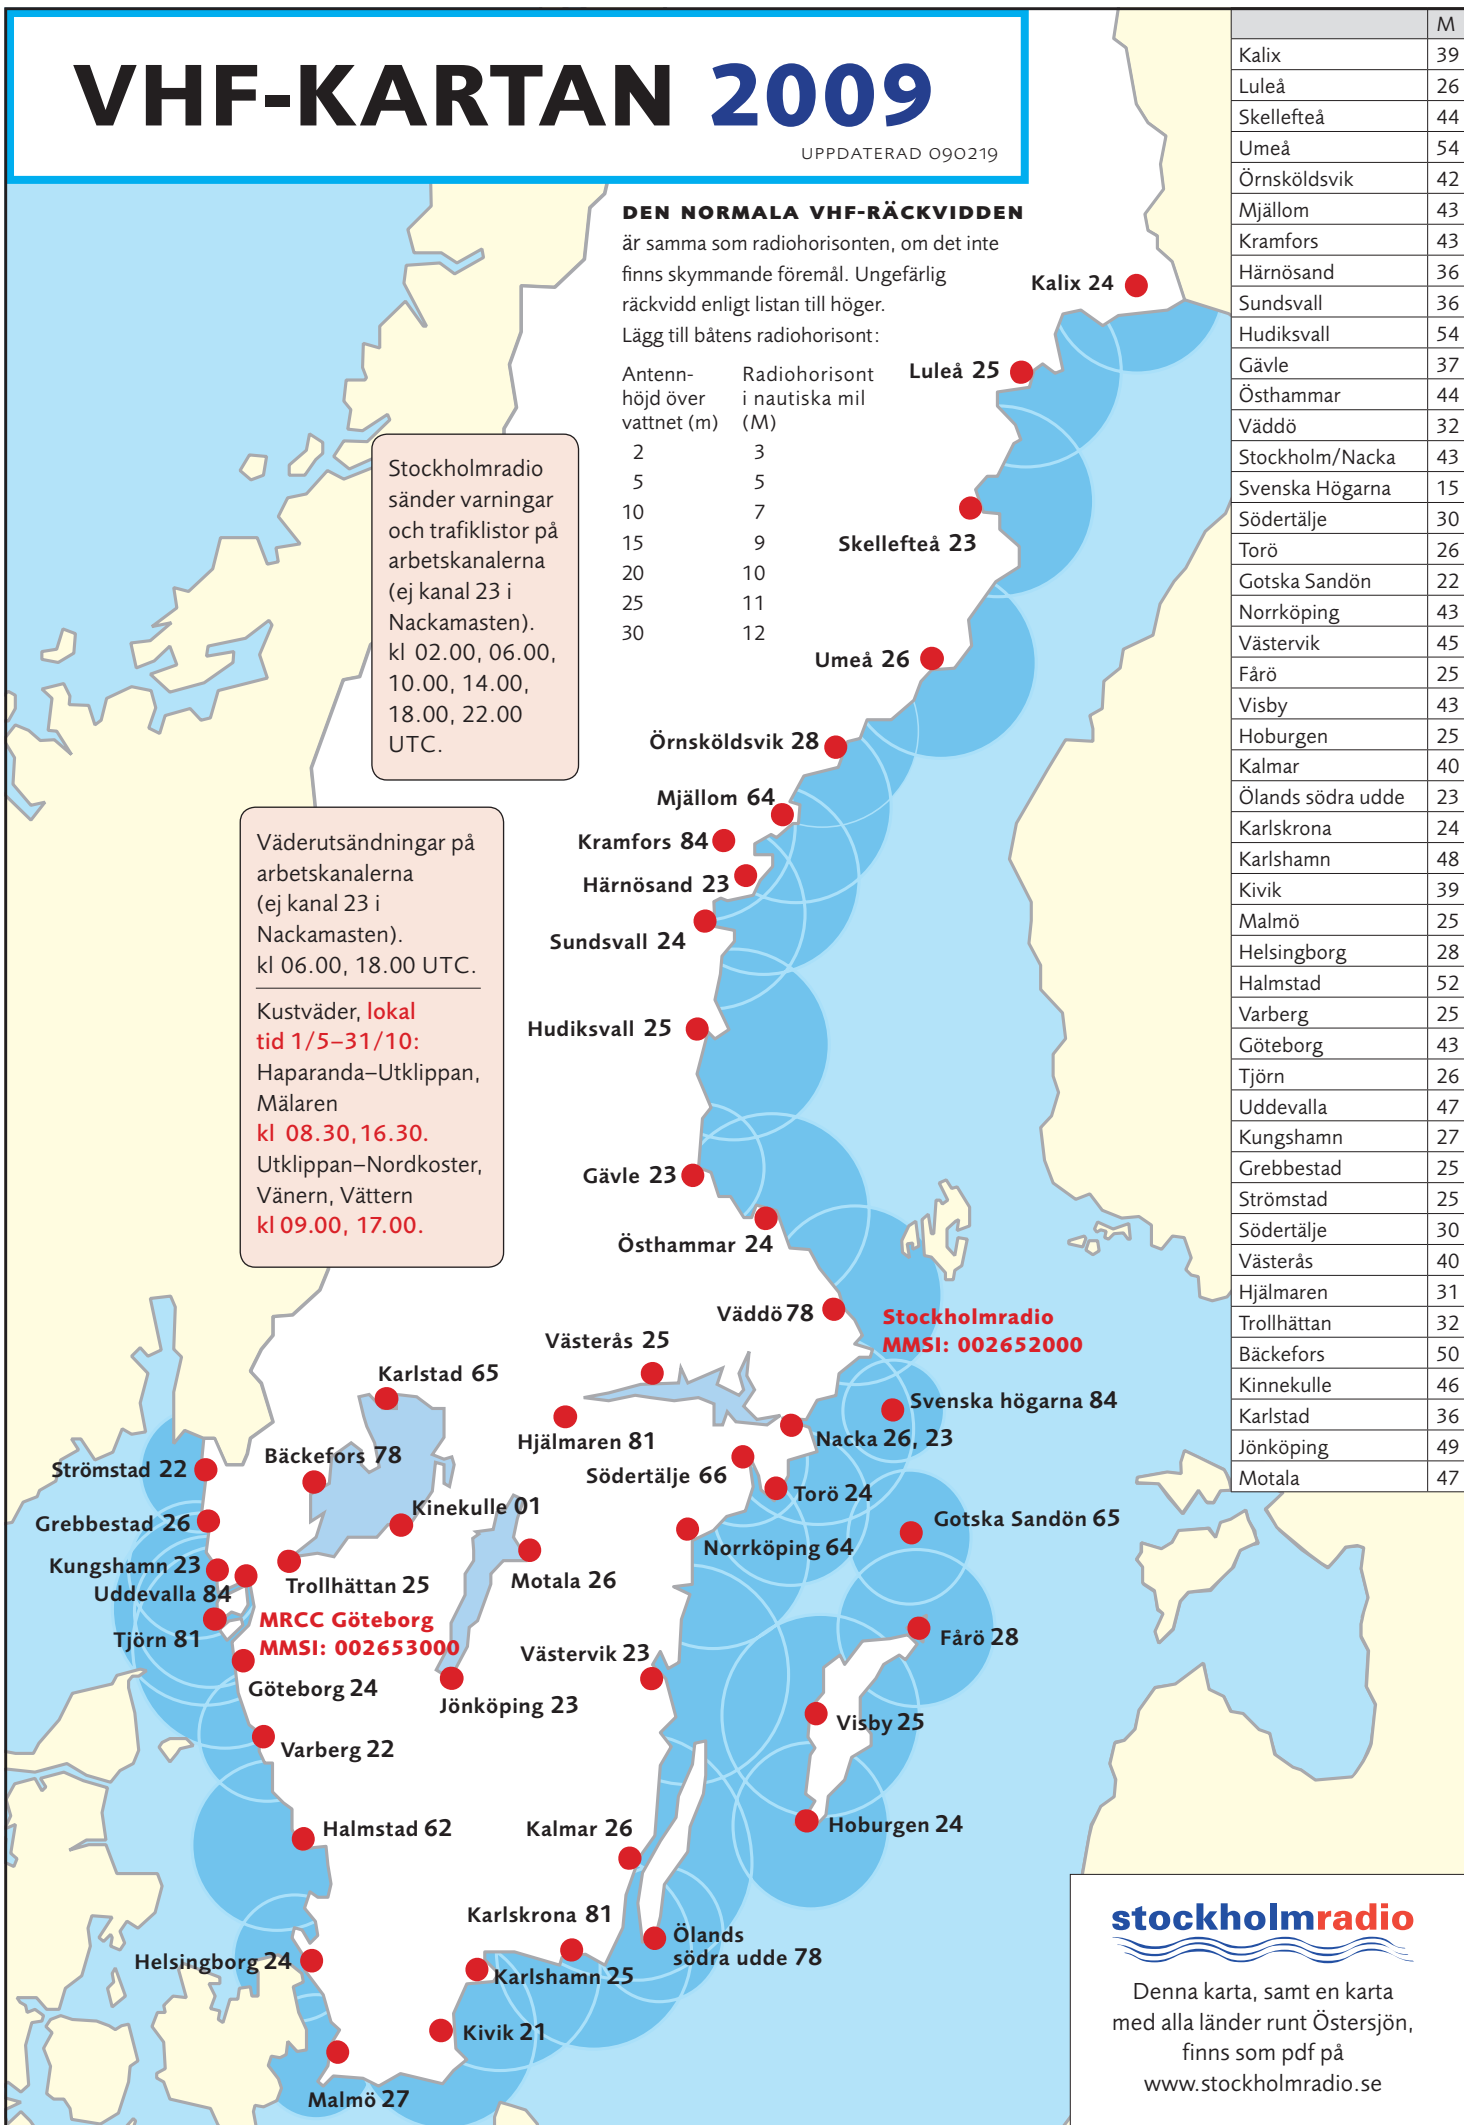 VHF-KARTAN 2009
UPPDATERAD 090219
DEN NORMALA VHF-RÄCKVIDDEN
är samma som radiohorisonten, om det inte
finns skymmande föremål. Ungefärlig
räckvidd enligt listan till höger.
Lägg till båtens radiohorisont:
Antenn-
höjd över
vattnet (m)
Radiohorisont
i nautiska mil
(M)
2 3
5 5
10 7
15 9
20 10
25 11
30 12
Stockholmradio
sänder varningar
och trafiklistor på
arbetskanalerna
(ej kanal 23 i
Nackamasten).
kl 02.00, 06.00,
10.00, 14.00,
18.00, 22.00
UTC.
Väderutsändningar på
arbetskanalerna
(ej kanal 23 i
Nackamasten).
kl 06.00, 18.00 UTC.
Kustväder, lokal
tid 1/5–31/10:
Haparanda–Utklippan,
Mälaren
kl 08.30, 16.30.
Utklippan–Nordkoster,
Vänern, Vättern
kl 09.00, 17.00.
Kalix 24
Luleå 25
Skellefteå 23
Umeå 26
Örnsköldsvik 28
Mjällom 64
Kramfors 84
Härnösand 23
Sundsvall 24
Hudiksvall 25
Gävle 23
Östhammar 24
Väddö 78
Stockholmradio
MMSI: 002652000
Västerås 25
Karlstad 65
Svenska högarna 84
Hjälmaren 81
Nacka 26, 23
Bäckefors 78
Strömstad 22
Södertälje 66
Torö 24
Kinekulle 01
Grebbestad 26
Gotska Sandön 65
Norrköping 64
Kungshamn 23
Uddevalla 84
Trollhättan 25
Motala 26
MRCC Göteborg
MMSI: 002653000
Tjörn 81
Fårö 28
Västervik 23
Göteborg 24
Jönköping 23
Visby 25
Varberg 22
Halmstad 62
Kalmar 26
Hoburgen 24
Karlskrona 81
Ölands
södra udde 78
Helsingborg 24
Karlshamn 25
Kivik 21
Malmö 27
M
Kalix 39
Luleå 26
Skellefteå 44
Umeå 54
Örnsköldsvik 42
Mjällom 43
Kramfors 43
Härnösand 36
Sundsvall 36
Hudiksvall 54
Gävle 37
Östhammar 44
Väddö 32
Stockholm/Nacka 43
Svenska Högarna 15
Södertälje 30
Torö 26
Gotska Sandön 22
Norrköping 43
Västervik 45
Fårö 25
Visby 43
Hoburgen 25
Kalmar 40
Ölands södra udde 23
Karlskrona 24
Karlshamn 48
Kivik 39
Malmö 25
Helsingborg 28
Halmstad 52
Varberg 25
Göteborg 43
Tjörn 26
Uddevalla 47
Kungshamn 27
Grebbestad 25
Strömstad 25
Södertälje 30
Västerås 40
Hjälmaren 31
Trollhättan 32
Bäckefors 50
Kinnekulle 46
Karlstad 36
Jönköping 49
Motala 47
stockholmradio
Denna karta, samt en karta
med alla länder runt Östersjön,
finns som pdf på
www.stockholmradio.se